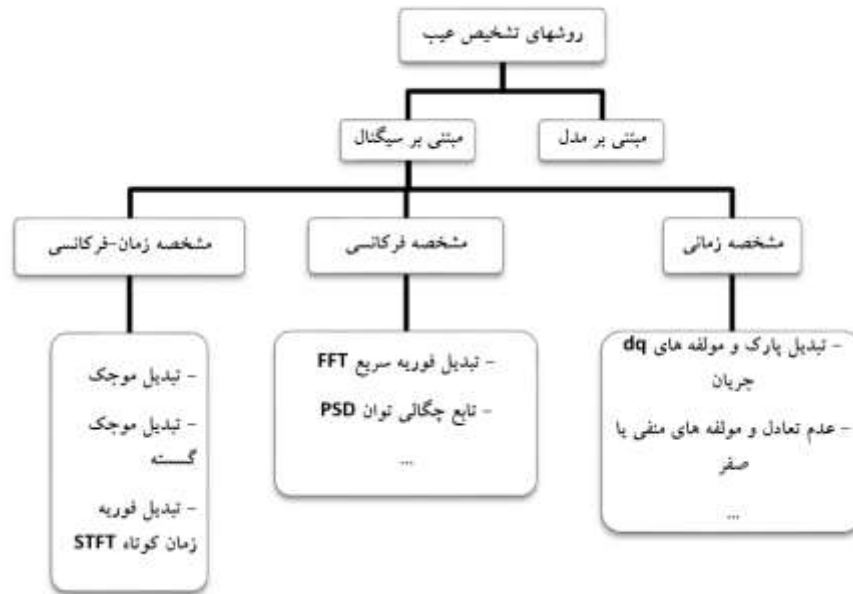 روشهای تشخیص عیب
مبتنی بر مدل
مبتنی بر سیگنال
مشخصه زمانی
مشخصه فرکانسی
مشخصه زمان-فرکانسی
- تبدیل پارک و مولفه های dq
جریان
- عدم تعادل و مولفه های منفی یا
صفر
...
- تبدیل فوریه سریع FFT
- تابع چگالی توان PSD
...
- تبدیل موجک
- تبدیل موجک
گسسته
- تبدیل فوریه
زمان کوتاه STFT